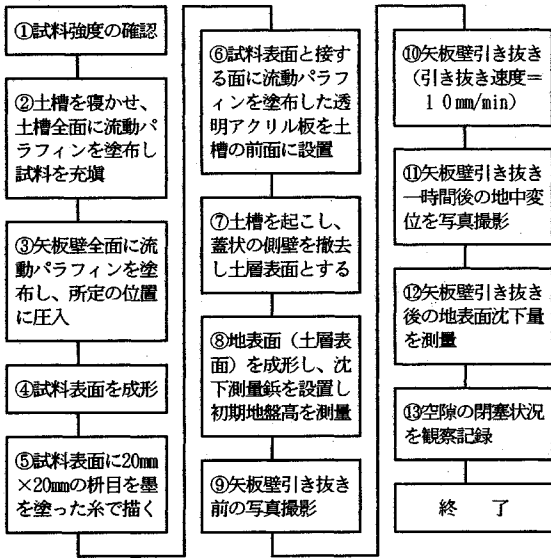 ①試料強度の確認
②土槽を寝かせ、
土槽全面に流動パラ
フィンを塗布し
試料を充塡
③矢板壁全面に流
動パラフィンを塗
布し、所定の位置
に圧入
④試料表面を成形
⑤試料表面に20mm
×20mmの枡目を墨
を塗った糸で描く
⑥試料表面と接す
る面に流動パラフ
ィンを塗布した透
明アクリル板を土
槽の前面に設置
⑦土槽を起こし、
蓋状の側壁を撤去
し土層表面とする
⑧地表面（土層表
面）を成形し、沈
下測量鋲を設置し
初期地盤高を測量
⑨矢板壁引き抜き
前の写真撮影
⑩矢板壁引き抜き
（引き抜き速度＝
１０mm/min）
⑪矢板壁引き抜き
一時間後の地中変
位を写真撮影
⑫矢板壁引き抜き
後の地表面沈下量
を測量
⑬空隙の閉塞状況
を観察記録
終　了